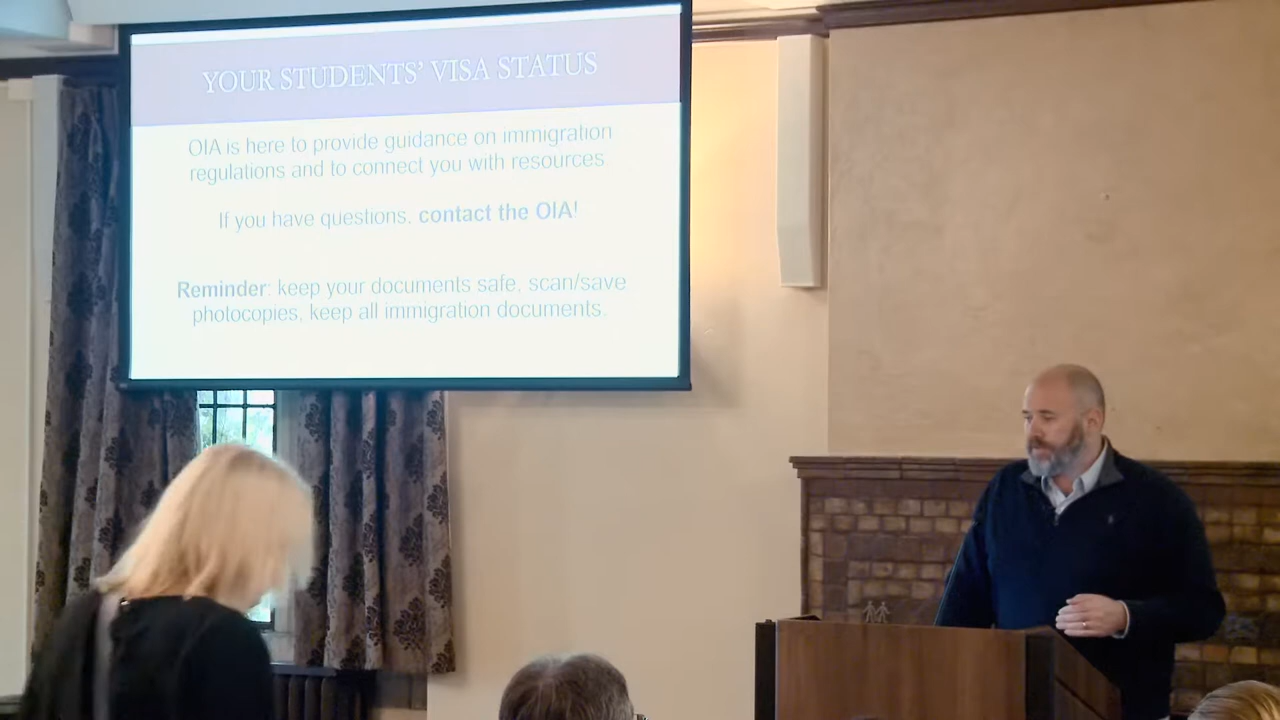 YOUR STUDENTS' VISA STATUS
OIA is here to provide guidance on immigration
regulations and to connect you with resources.
If you have questions, contact the OIA!
Reminder: keep your documents safe, scan/save
photocopies, keep all immigration documents.